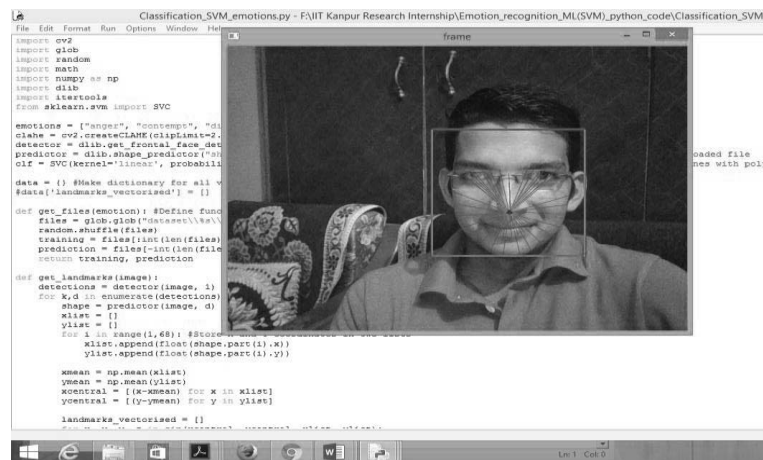 Classification_SVM_emotions.py - F:\IIT Kanpur Research Internship\Emotion_recognition_ML(SVM)_python_code\Classification_SVM
File Edit Format Run Options Window Help
frame
import cv2
import glob
import random
import math
import numpy as np
import dlib
import itertools
from sklearn.svm import SVC
emotions = ["anger", "contempt", "di
clahe = cv2.createCLAHE(clipLimit=2.
detector = dlib.get_frontal_face_det
predictor = dlib.shape_predictor("sh oaded file
clf = SVC(kernel='linear', probabili nes with pol
data = {} #Make dictionary for all v
#data['landmarks_vectorised'] = []
def get_files(emotion): #Define func
files = glob.glob("dataset\\%s\\
random.shuffle(files)
training = files[:int(len(files)
prediction = files[-int(len(file
return training, prediction
def get_landmarks(image):
detections = detector(image, 1)
for k,d in enumerate(detections)
shape = predictor(image, d)
xlist = []
ylist = []
for i in range(1,68): #Store X and Y coordinates in two lists
xlist.append(float(shape.part(i).x))
ylist.append(float(shape.part(i).y))
xmean = np.mean(xlist)
ymean = np.mean(ylist)
xcentral = [(x-xmean) for x in xlist]
ycentral = [(y-ymean) for y in ylist]
landmarks_vectorised = []
Ln: 1 Col: 0